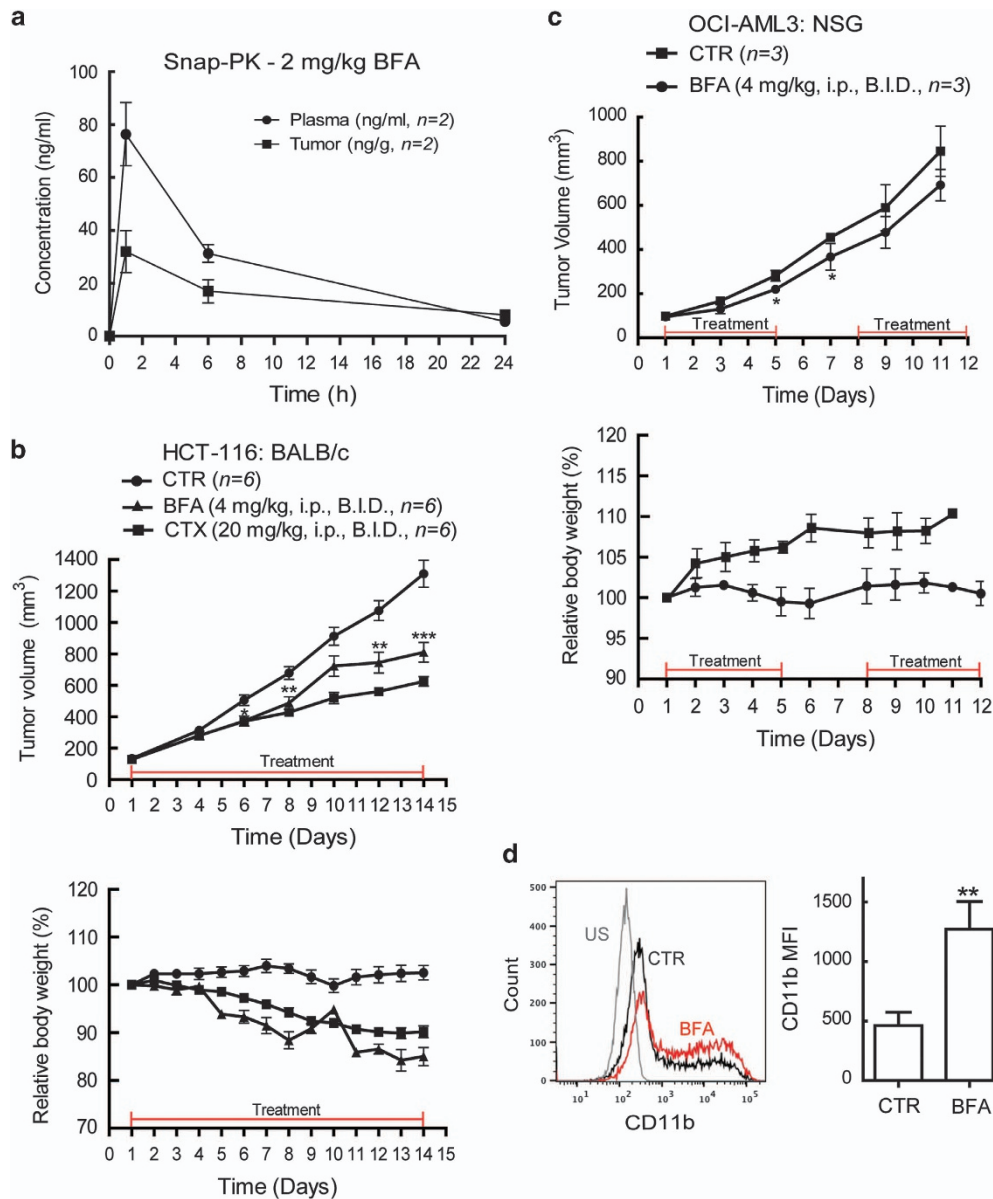 a
Snap-PK - 2 mg/kg BFA
Concentration (ng/ml)
100
80
60
40
20
0
Plasma (ng/ml, n=2)
Tumor (ng/g, n=2)
0 2 4 6 8 10 12 14 16 18 20 22 24
Time (h)
b
HCT-116: BALB/c
CTR (n=6)
BFA (4 mg/kg, i.p., B.I.D., n=6)
CTX (20 mg/kg, i.p., B.I.D., n=6)
Tumor volume (mm3)
1400
1200
1000
800
600
400
200
0
* ** ** ***
Treatment
0 1 2 3 4 5 6 7 8 9 10 11 12 13 14 15
Time (Days)
Relative body weight (%)
120
110
100
90
80
70
Treatment
0 1 2 3 4 5 6 7 8 9 10 11 12 13 14 15
Time (Days)
c
OCI-AML3: NSG
CTR (n=3)
BFA (4 mg/kg, i.p., B.I.D., n=3)
Tumor Volume (mm3)
1000
800
600
400
200
0
* *
Treatment Treatment
0 1 2 3 4 5 6 7 8 9 10 11 12
Time (Days)
Relative body weight (%)
120
115
110
105
100
95
90
Treatment Treatment
0 1 2 3 4 5 6 7 8 9 10 11 12
Time (Days)
d
Count
500
400
300
200
100
0
US
CTR
BFA
101 102 103 104 105
CD11b
CD11b MFI
1500
1000
500
0
**
CTR BFA